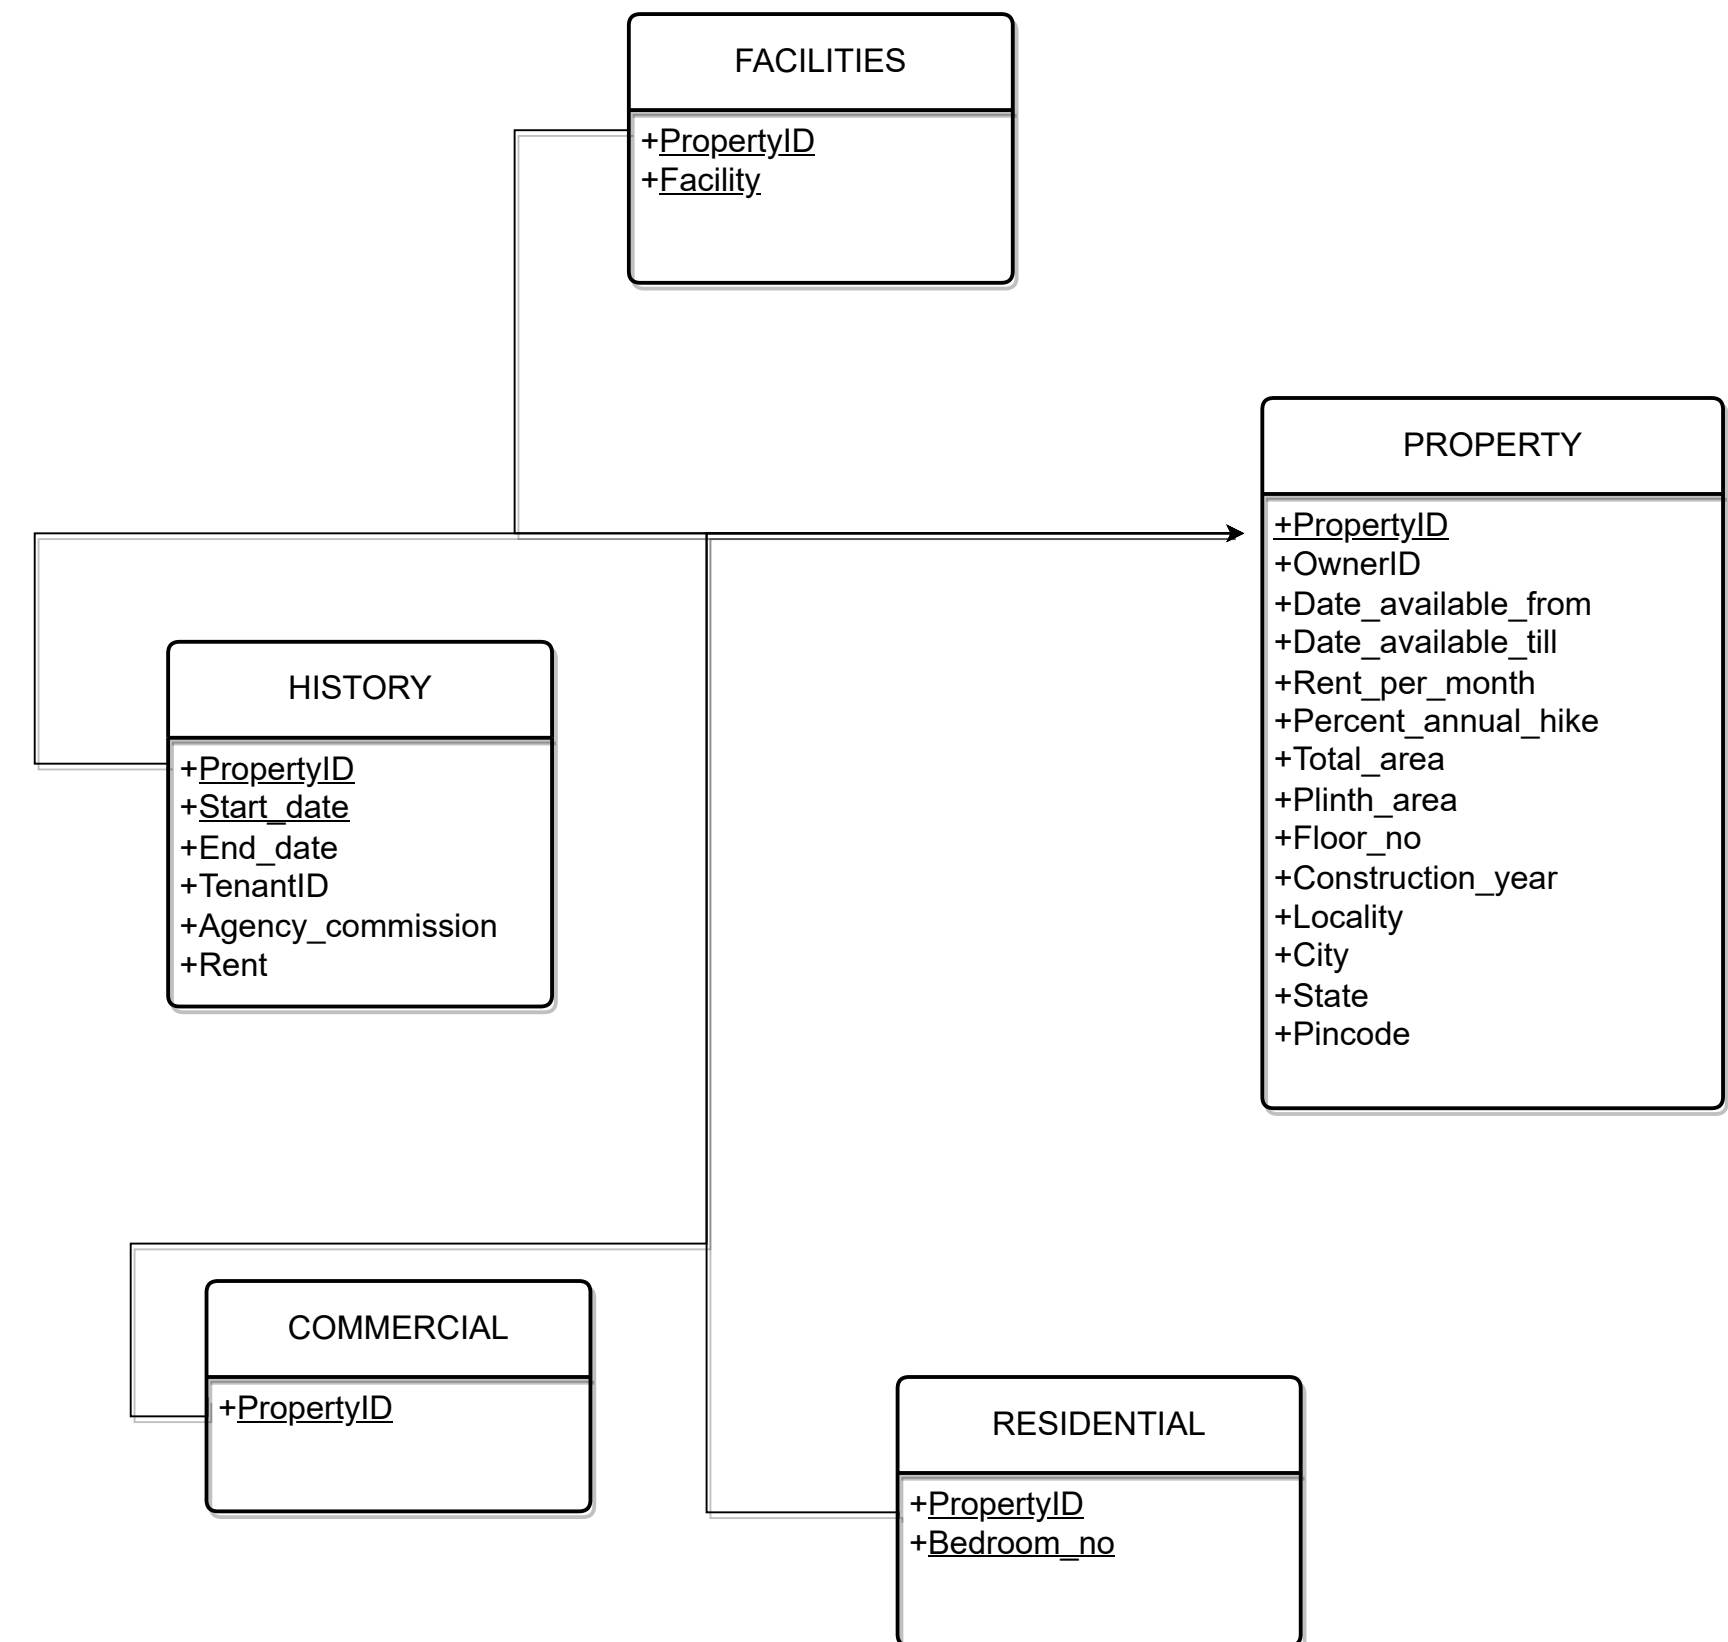 FACILITIES
+PropertyID
+Facility
PROPERTY
+PropertyID
+OwnerID
+Date_available_from
+Date_available_till
+Rent_per_month
+Percent_annual_hike
+Total_area
+Plinth_area
+Floor_no
+Construction_year
+Locality
+City
+State
+Pincode
HISTORY
+PropertyID
+Start_date
+End_date
+TenantID
+Agency_commission
+Rent
COMMERCIAL
+PropertyID
RESIDENTIAL
+PropertyID
+Bedroom_no